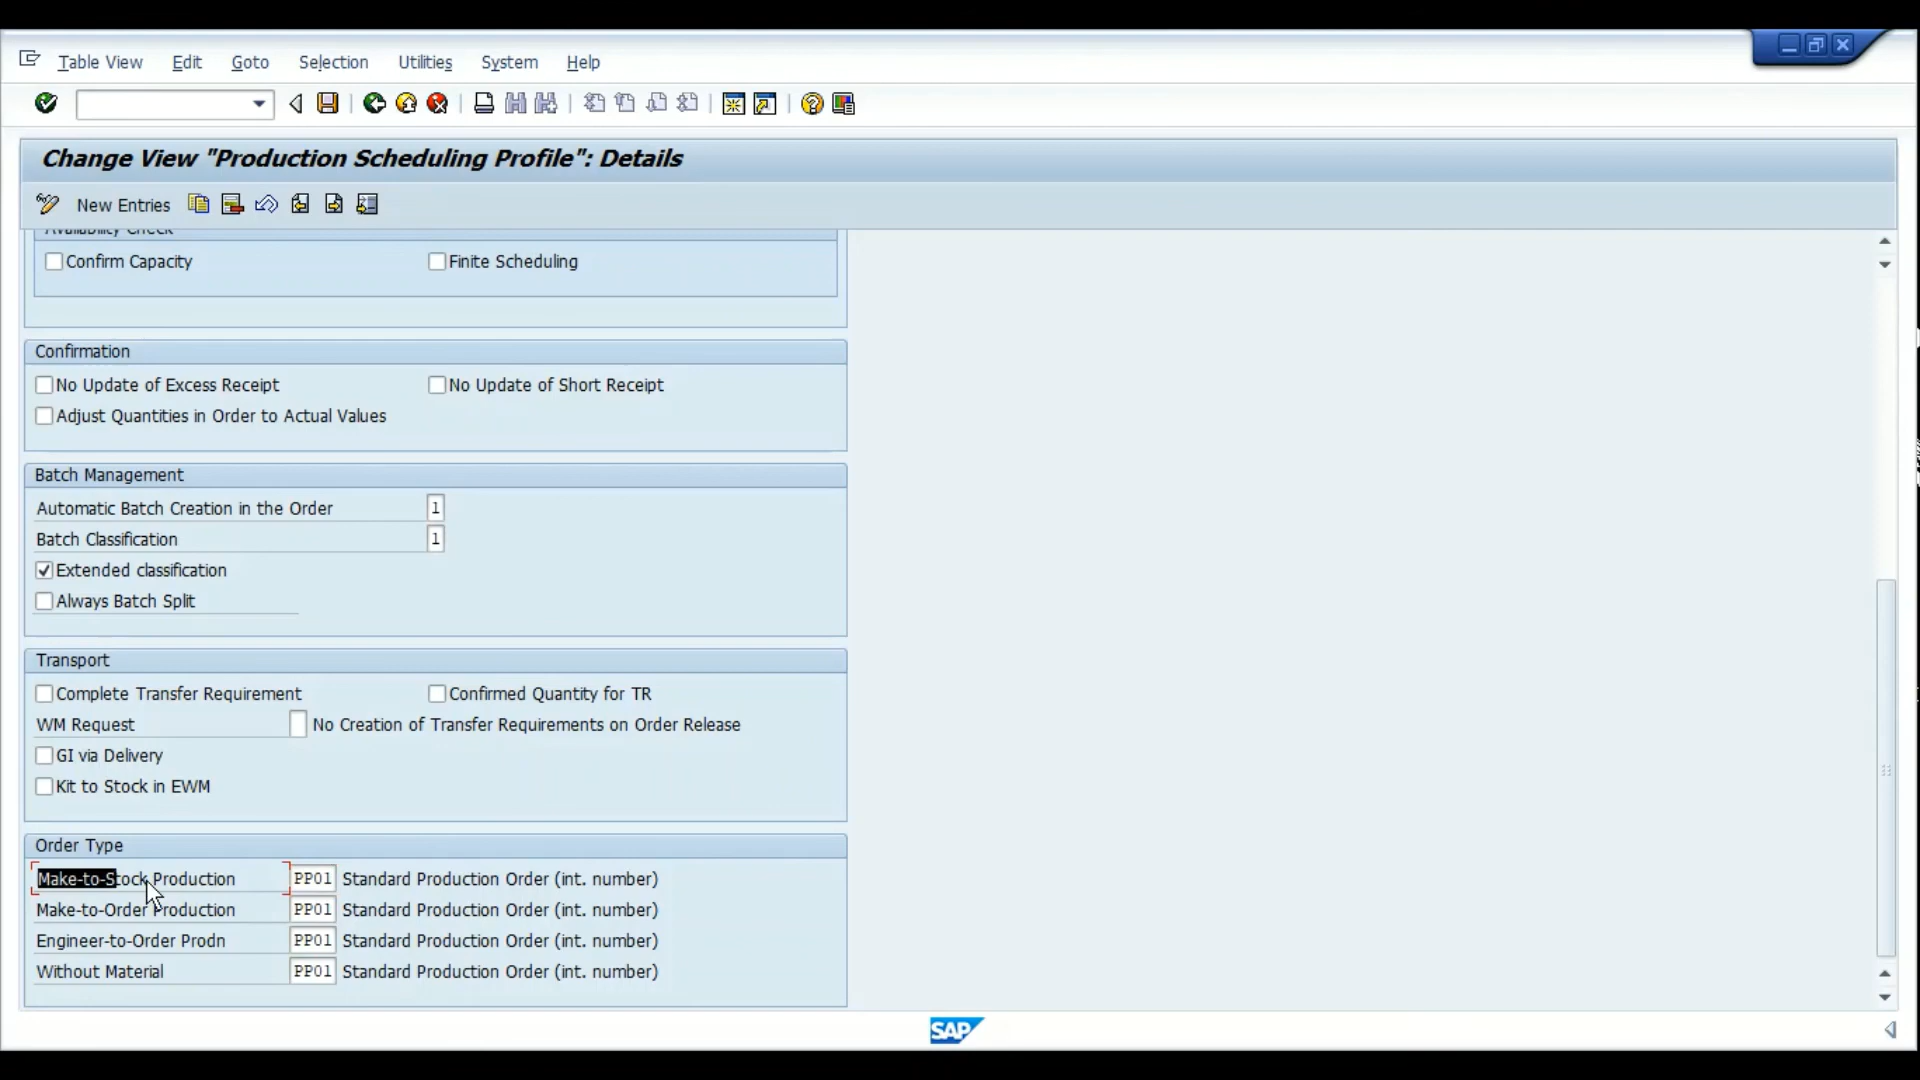 Table View Edit Goto Selection Utilities System Help
Change View "Production Scheduling Profile": Details
New Entries
Availability Check
Confirm Capacity Finite Scheduling
Confirmation
No Update of Excess Receipt No Update of Short Receipt
Adjust Quantities in Order to Actual Values
Batch Management
Automatic Batch Creation in the Order 1
Batch Classification 1
Extended classification
Always Batch Split
Transport
Complete Transfer Requirement Confirmed Quantity for TR
WM Request No Creation of Transfer Requirements on Order Release
GI via Delivery
Kit to Stock in EWM
Order Type
Make-to-Stock Production PP01 Standard Production Order (int. number)
Make-to-Order Production PP01 Standard Production Order (int. number)
Engineer-to-Order Prodn PP01 Standard Production Order (int. number)
Without Material PP01 Standard Production Order (int. number)
SAP